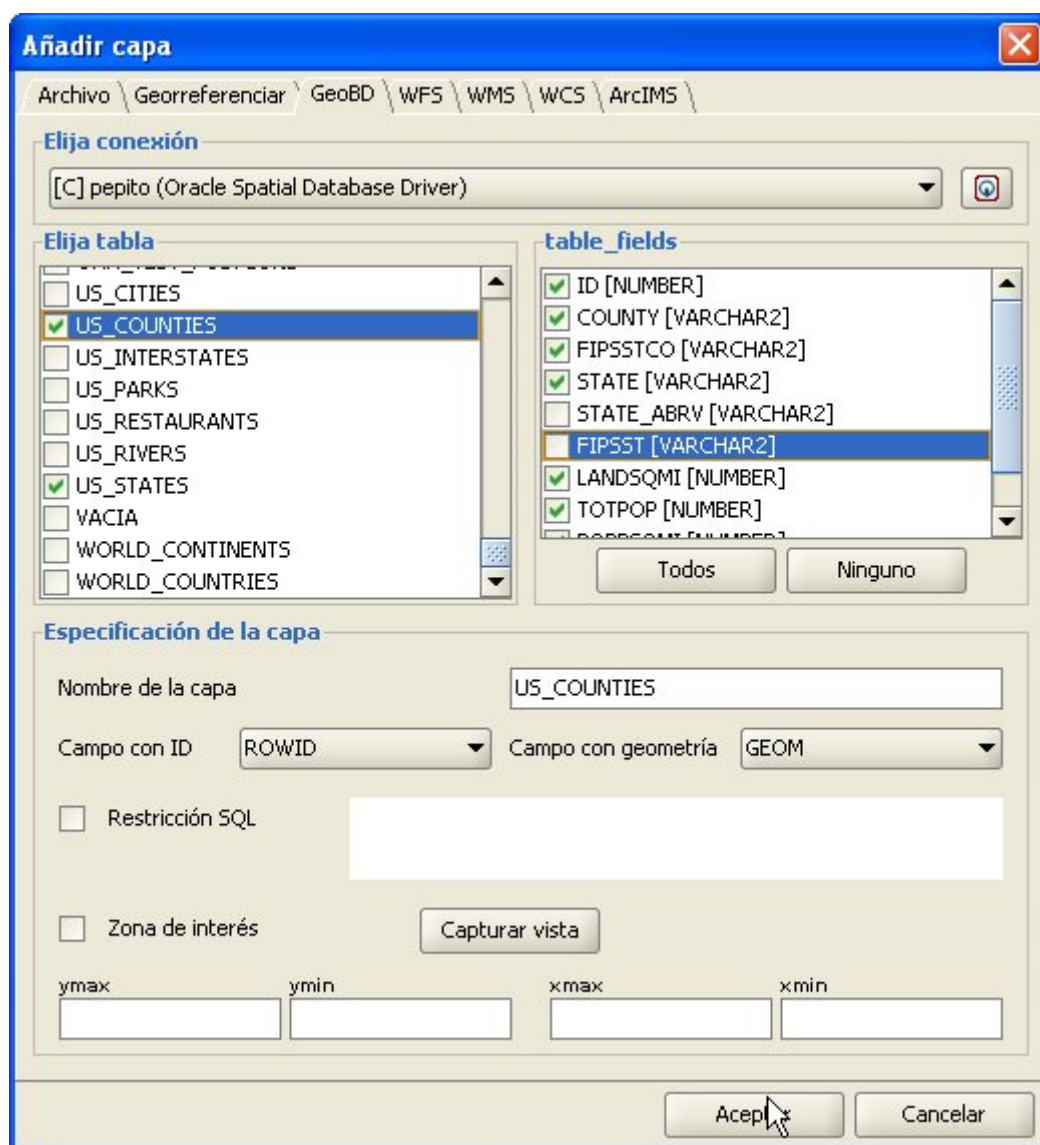 Añadir capa
Archivo Georreferenciar GeoBD WFS WMS WCS ArcIMS
Elija conexión
[C] pepito (Oracle Spatial Database Driver)
Elija tabla
US_CITIES
US_COUNTIES
US_INTERSTATES
US_PARKS
US_RESTAURANTS
US_RIVERS
US_STATES
VACIA
WORLD_CONTINENTS
WORLD_COUNTRIES
table_fields
ID [NUMBER]
COUNTY [VARCHAR2]
FIPSSTCO [VARCHAR2]
STATE [VARCHAR2]
STATE_ABRV [VARCHAR2]
FIPSST [VARCHAR2]
LANDSQMI [NUMBER]
TOTPOP [NUMBER]
Todos Ninguno
Especificación de la capa
Nombre de la capa US_COUNTIES
Campo con ID ROWID Campo con geometría GEOM
Restricción SQL
Zona de interés Capturar vista
ymax ymin xmax xmin
Cancelar